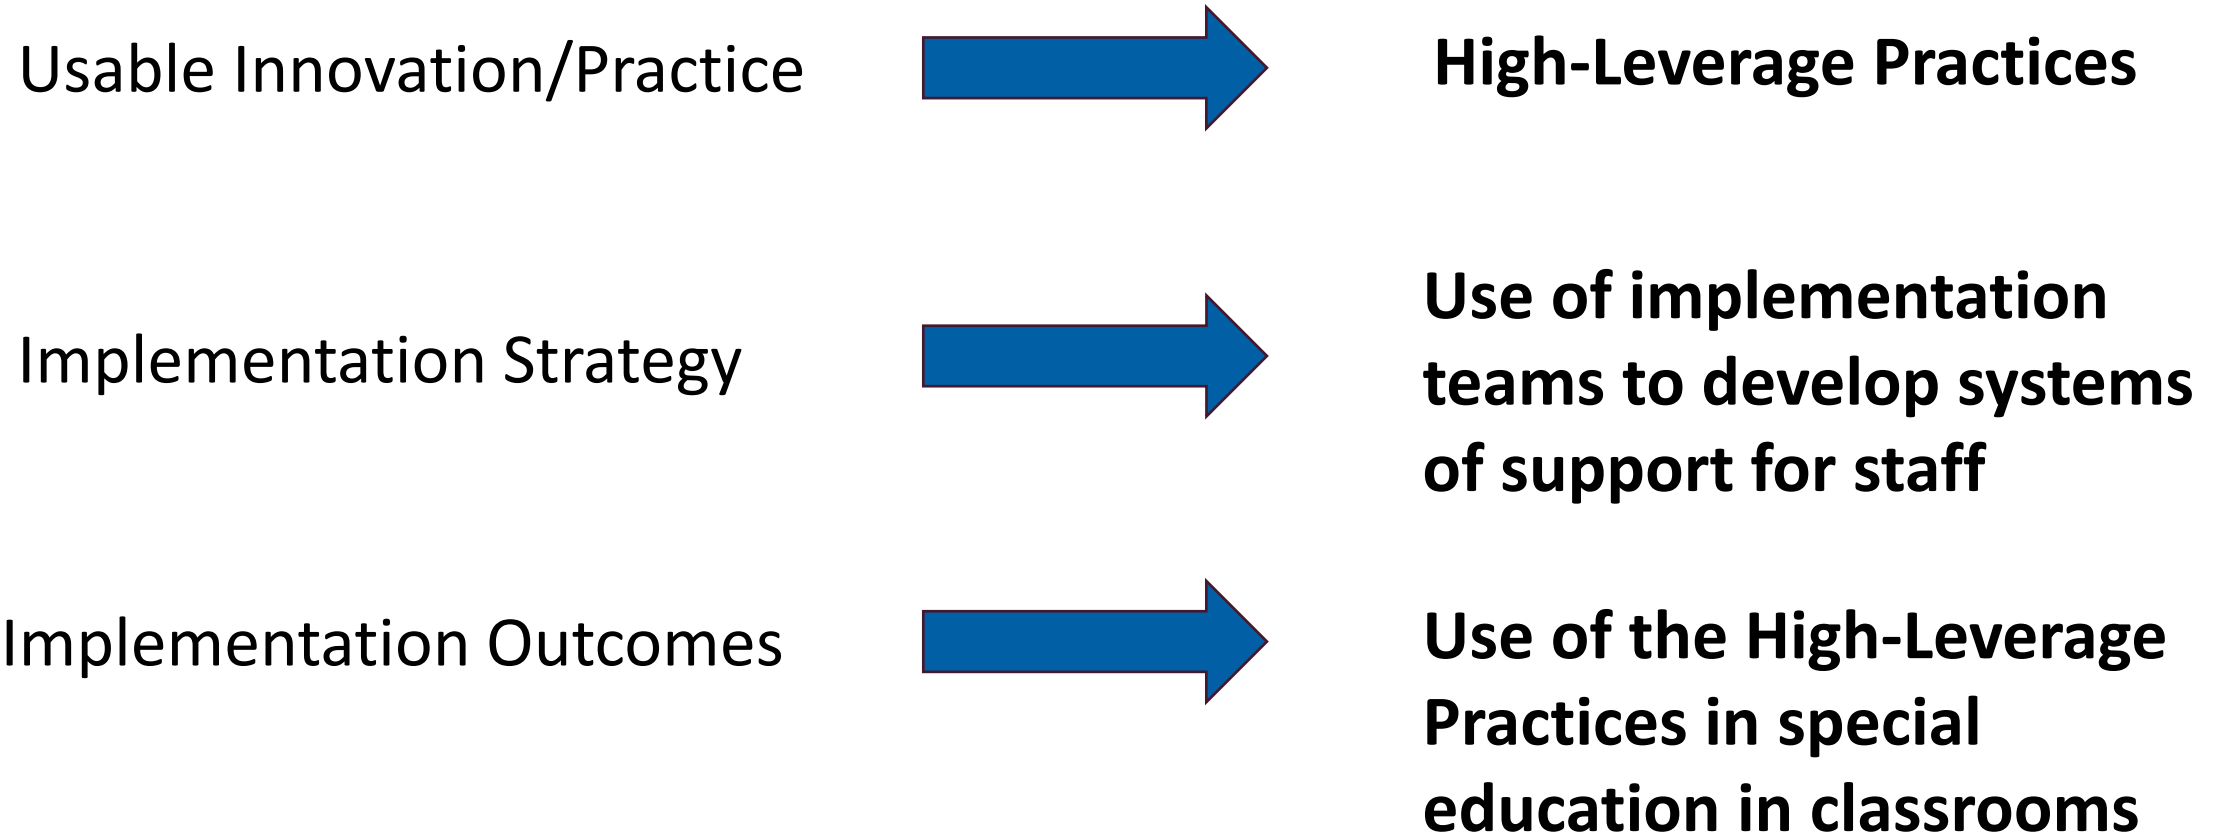 Usable Innovation/Practice
High-Leverage Practices
Implementation Strategy
Use of implementation
teams to develop systems
of support for staff
Implementation Outcomes
Use of the High-Leverage
Practices in special
education in classrooms